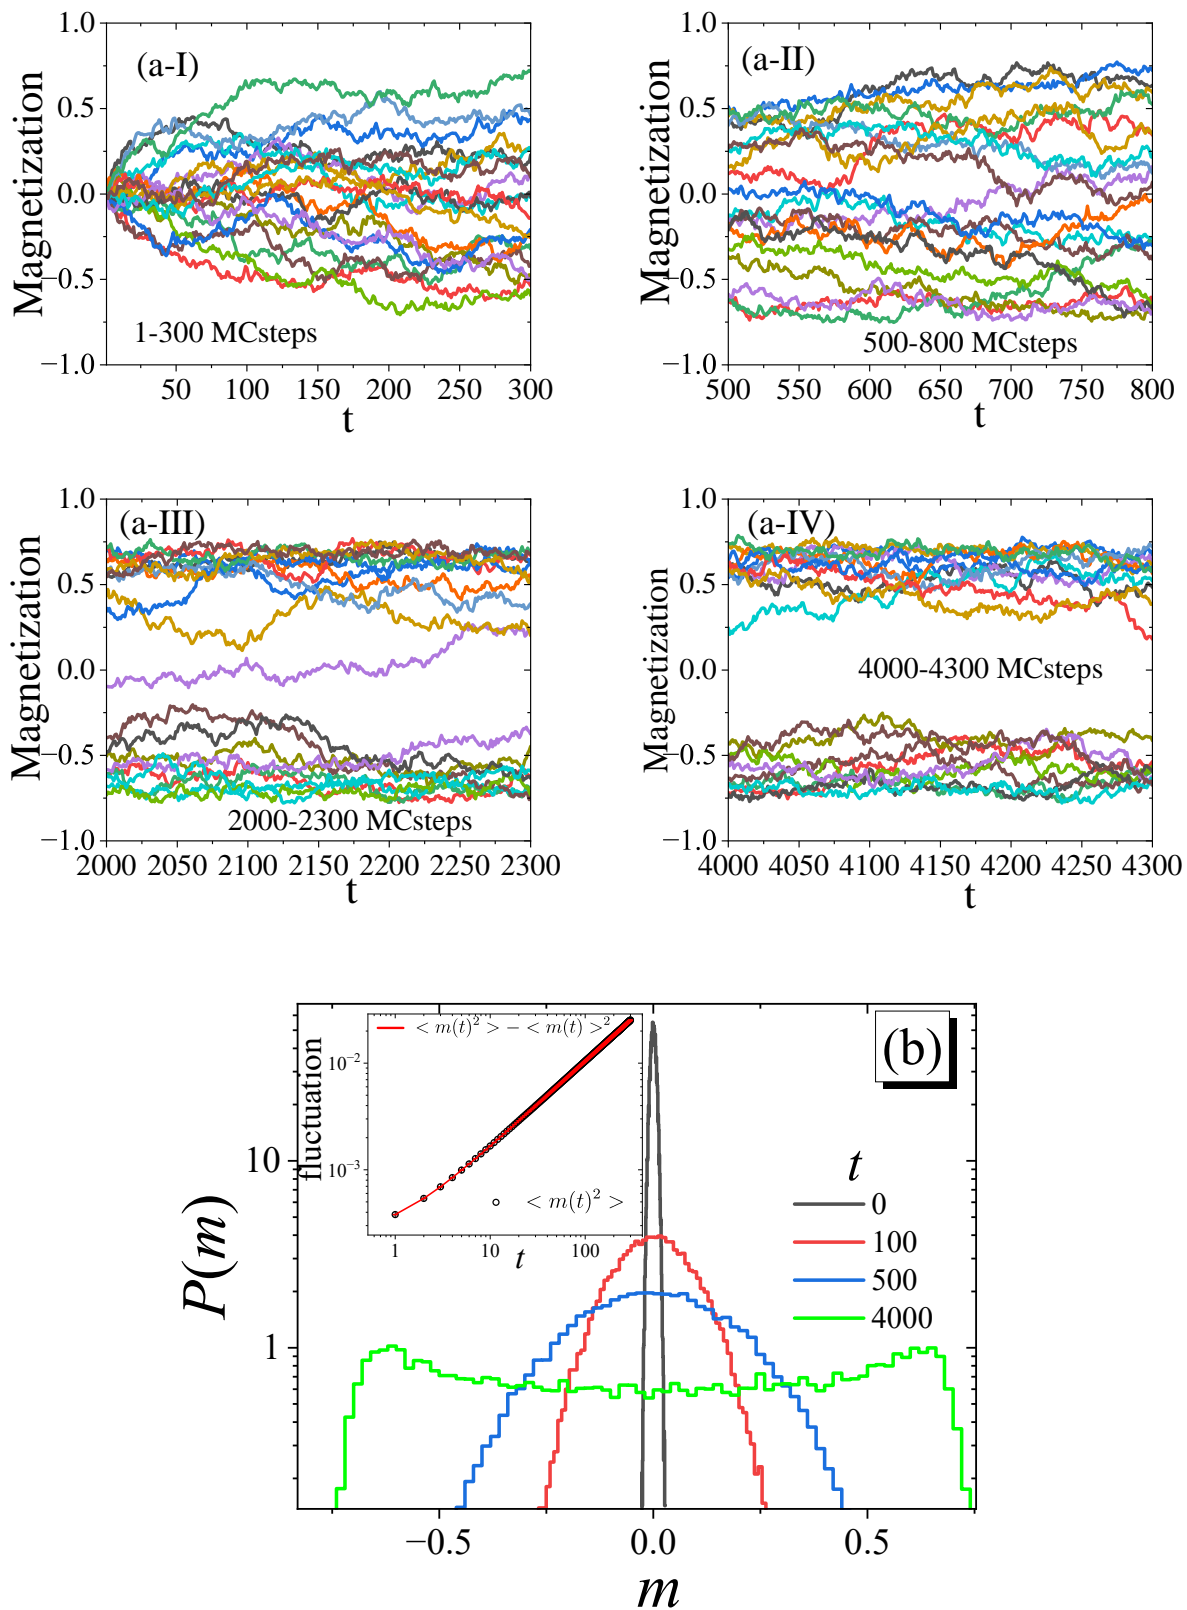 (a-I)
Magnetization
1.0
0.5
0.0
−0.5
−1.0
1-300 MCsteps
50 100 150 200 250 300
t
(a-II)
Magnetization
1.0
0.5
0.0
−0.5
−1.0
500-800 MCsteps
500 550 600 650 700 750 800
t
(a-III)
Magnetization
1.0
0.5
0.0
−0.5
−1.0
2000-2300 MCsteps
2000 2050 2100 2150 2200 2250 2300
t
(a-IV)
Magnetization
1.0
0.5
0.0
−0.5
−1.0
4000-4300 MCsteps
4000 4050 4100 4150 4200 4250 4300
t
(b)
P(m)
10
1
fluctuation
10⁻²
10⁻³
< m(t)² > − < m(t) >²
< m(t)² >
1 10 100
t
t
0
100
500
4000
−0.5 0.0 0.5
m